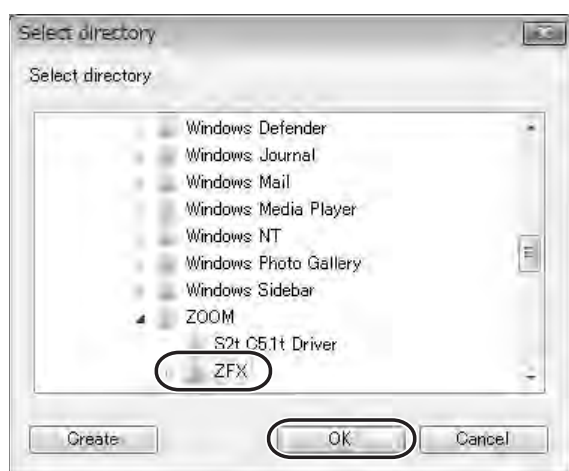 Select directory
Select directory
Windows Defender
Windows Journal
Windows Mail
Windows Media Player
Windows NT
Windows Photo Gallery
Windows Sidebar
ZOOM
S2t C5.1t Driver
ZFX
Create
OK
Cancel